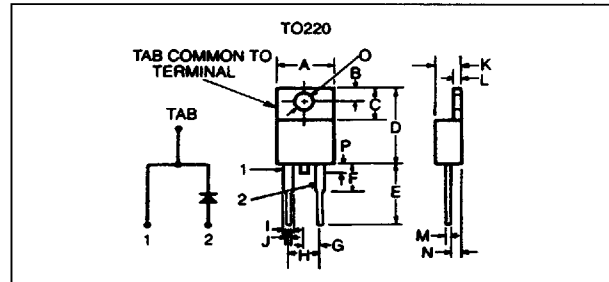 TO220
TAB COMMON TO
TERMINAL
A
O
B
C
D
K
L
TAB
P
1
F
E
2
I
J
G
H
M
N
1
2